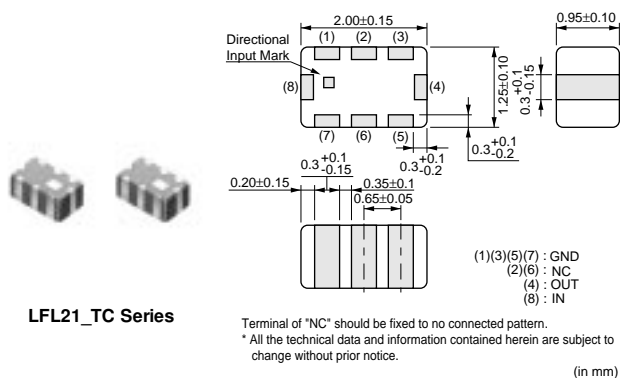 2.00±0.15
0.95±0.10
(1) (2) (3)
Directional
Input Mark
(8)
(4)
1.25±0.10
0.3 +0.1 -0.15
(7) (6) (5)
0.3 +0.1 -0.2
0.3 +0.1 -0.2
0.3 +0.1 -0.15
0.20±0.15
0.35±0.1
0.65±0.05
(1)(3)(5)(7) : GND
(2)(6) : NC
(4) : OUT
(8) : IN
LFL21_TC Series
Terminal of "NC" should be fixed to no connected pattern.
* All the technical data and information contained herein are subject to
change without prior notice.
(in mm)